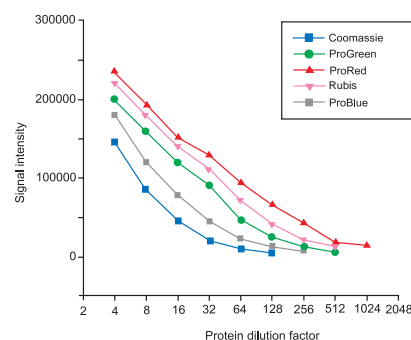 300000
200000
100000
0
Signal intensity
Coomassie
ProGreen
ProRed
Rubis
ProBlue
2 4 8 16 32 64 128 256 512 1024 2048
Protein dilution factor